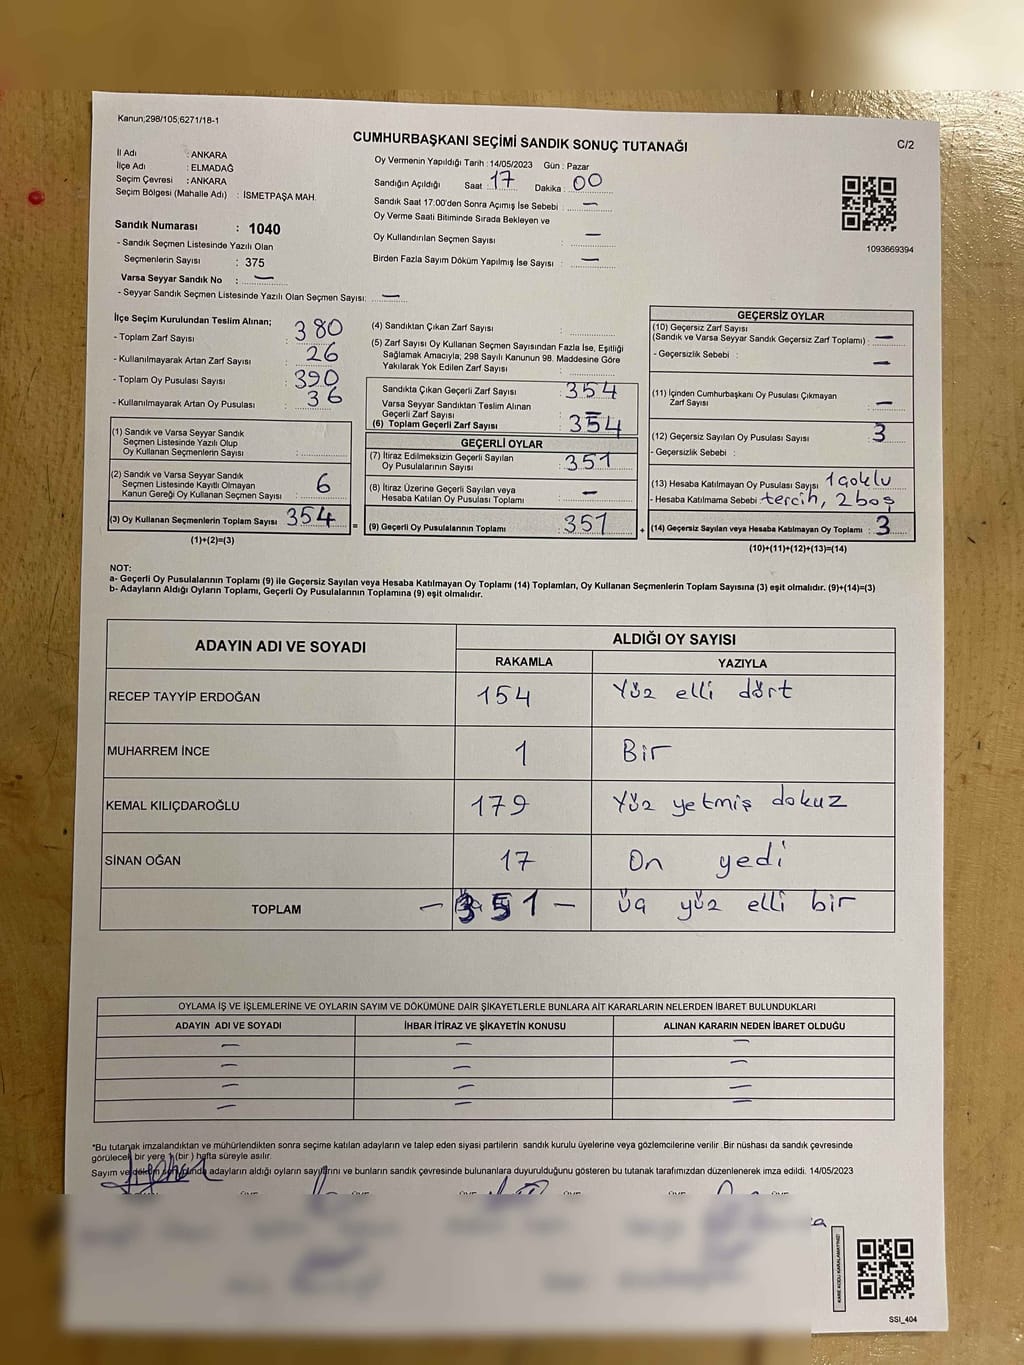 Kanun;298/105;6271/18-1
CUMHURBAŞKANI SEÇİMİ SANDIK SONUÇ TUTANAĞI
C/2
İl Adı : ANKARA
İlçe Adı : ELMADAĞ
Seçim Çevresi : ANKARA
Seçim Bölgesi (Mahalle Adı) : İSMETPAŞA MAH.
Oy Vermenin Yapıldığı Tarih : 14/05/2023 Gün : Pazar
Sandığın Açıldığı Saat : 17 Dakika : 00
Sandık Saat 17:00'den Sonra Açımış İse Sebebi : —
Oy Verme Saati Bitiminde Sırada Bekleyen ve
Oy Kullandırılan Seçmen Sayısı : —
Birden Fazla Sayım Döküm Yapılmış İse Sayısı : —
1093669394
Sandık Numarası : 1040
- Sandık Seçmen Listesinde Yazılı Olan
Seçmenlerin Sayısı : 375
Varsa Seyyar Sandık No : —
- Seyyar Sandık Seçmen Listesinde Yazılı Olan Seçmen Sayısı: —
İlçe Seçim Kurulundan Teslim Alınan;
- Toplam Zarf Sayısı : 380
- Kullanılmayarak Artan Zarf Sayısı : 26
- Toplam Oy Pusulası Sayısı : 390
- Kullanılmayarak Artan Oy Pusulası : 36
(1) Sandık ve Varsa Seyyar Sandık
Seçmen Listesinde Yazılı Olup
Oy Kullanan Seçmenlerin Sayısı :
(2) Sandık ve Varsa Seyyar Sandık
Seçmen Listesinde Kayıtlı Olmayan
Kanun Gereği Oy Kullanan Seçmen Sayısı : 6
(3) Oy Kullanan Seçmenlerin Toplam Sayısı 354
(1)+(2)=(3)
(4) Sandıktan Çıkan Zarf Sayısı :
(5) Zarf Sayısı Oy Kullanan Seçmen Sayısından Fazla İse, Eşitliği
Sağlamak Amacıyla; 298 Sayılı Kanunun 98. Maddesine Göre
Yakılarak Yok Edilen Zarf Sayısı :
Sandıkta Çıkan Geçerli Zarf Sayısı : 354
Varsa Seyyar Sandıktan Teslim Alınan
Geçerli Zarf Sayısı : —
(6) Toplam Geçerli Zarf Sayısı : 354
GEÇERLİ OYLAR
(7) İtiraz Edilmeksizin Geçerli Sayılan
Oy Pusulalarının Sayısı : 351
(8) İtiraz Üzerine Geçerli Sayılan veya
Hesaba Katılan Oy Pusulaları Toplamı : —
= (9) Geçerli Oy Pusulalarının Toplamı : 351 +
GEÇERSİZ OYLAR
(10) Geçersiz Zarf Sayısı
(Sandık ve Varsa Seyyar Sandık Geçersiz Zarf Toplamı) : —
- Geçersizlik Sebebi : —
(11) İçinden Cumhurbaşkanı Oy Pusulası Çıkmayan
Zarf Sayısı : —
(12) Geçersiz Sayılan Oy Pusulası Sayısı : 3
- Geçersizlik Sebebi :
(13) Hesaba Katılmayan Oy Pusulası Sayısı 1 çoklu
- Hesaba Katılmama Sebebi tercih, 2 boş
(14) Geçersiz Sayılan veya Hesaba Katılmayan Oy Toplamı : 3
(10)+(11)+(12)+(13)=(14)
NOT:
a- Geçerli Oy Pusulalarının Toplamı (9) ile Geçersiz Sayılan veya Hesaba Katılmayan Oy Toplamı (14) Toplamları, Oy Kullanan Seçmenlerin Toplam Sayısına (3) eşit olmalıdır. (9)+(14)=(3)
b- Adayların Aldığı Oyların Toplamı, Geçerli Oy Pusulalarının Toplamına (9) eşit olmalıdır.
ADAYIN ADI VE SOYADI
ALDIĞI OY SAYISI
RAKAMLA YAZIYLA
RECEP TAYYİP ERDOĞAN 154 Yüz elli dört
MUHARREM İNCE 1 Bir
KEMAL KILIÇDAROĞLU 179 Yüz yetmiş dokuz
SİNAN OĞAN 17 On yedi
TOPLAM — 351 — üç yüz elli bir
OYLAMA İŞ VE İŞLEMLERİNE VE OYLARIN SAYIM VE DÖKÜMÜNE DAİR ŞİKAYETLERLE BUNLARA AİT KARARLARIN NELERDEN İBARET BULUNDUKLARI
ADAYIN ADI VE SOYADI İHBAR İTİRAZ VE ŞİKAYETİN KONUSU ALINAN KARARIN NEDEN İBARET OLDUĞU
— — —
— — —
— — —
— — —
*Bu tutanak imzalandıktan ve mühürlendikten sonra seçime katılan adayların ve talep eden siyasi partilerin sandık kurulu üyelerine veya gözlemcilerine verilir .Bir nüshası da sandık çevresinde
görülecek bir yere 1 (bir ) hafta süreyle asılır.
Sayım ve döküm sonunda adayların aldığı oyların sayılarını ve bunların sandık çevresinde bulunanlara duyurulduğunu gösteren bu tutanak tarafımızdan düzenlenerek imza edildi. 14/05/2023
KARE KODU KARALAMAYINIZ!
SSI_404